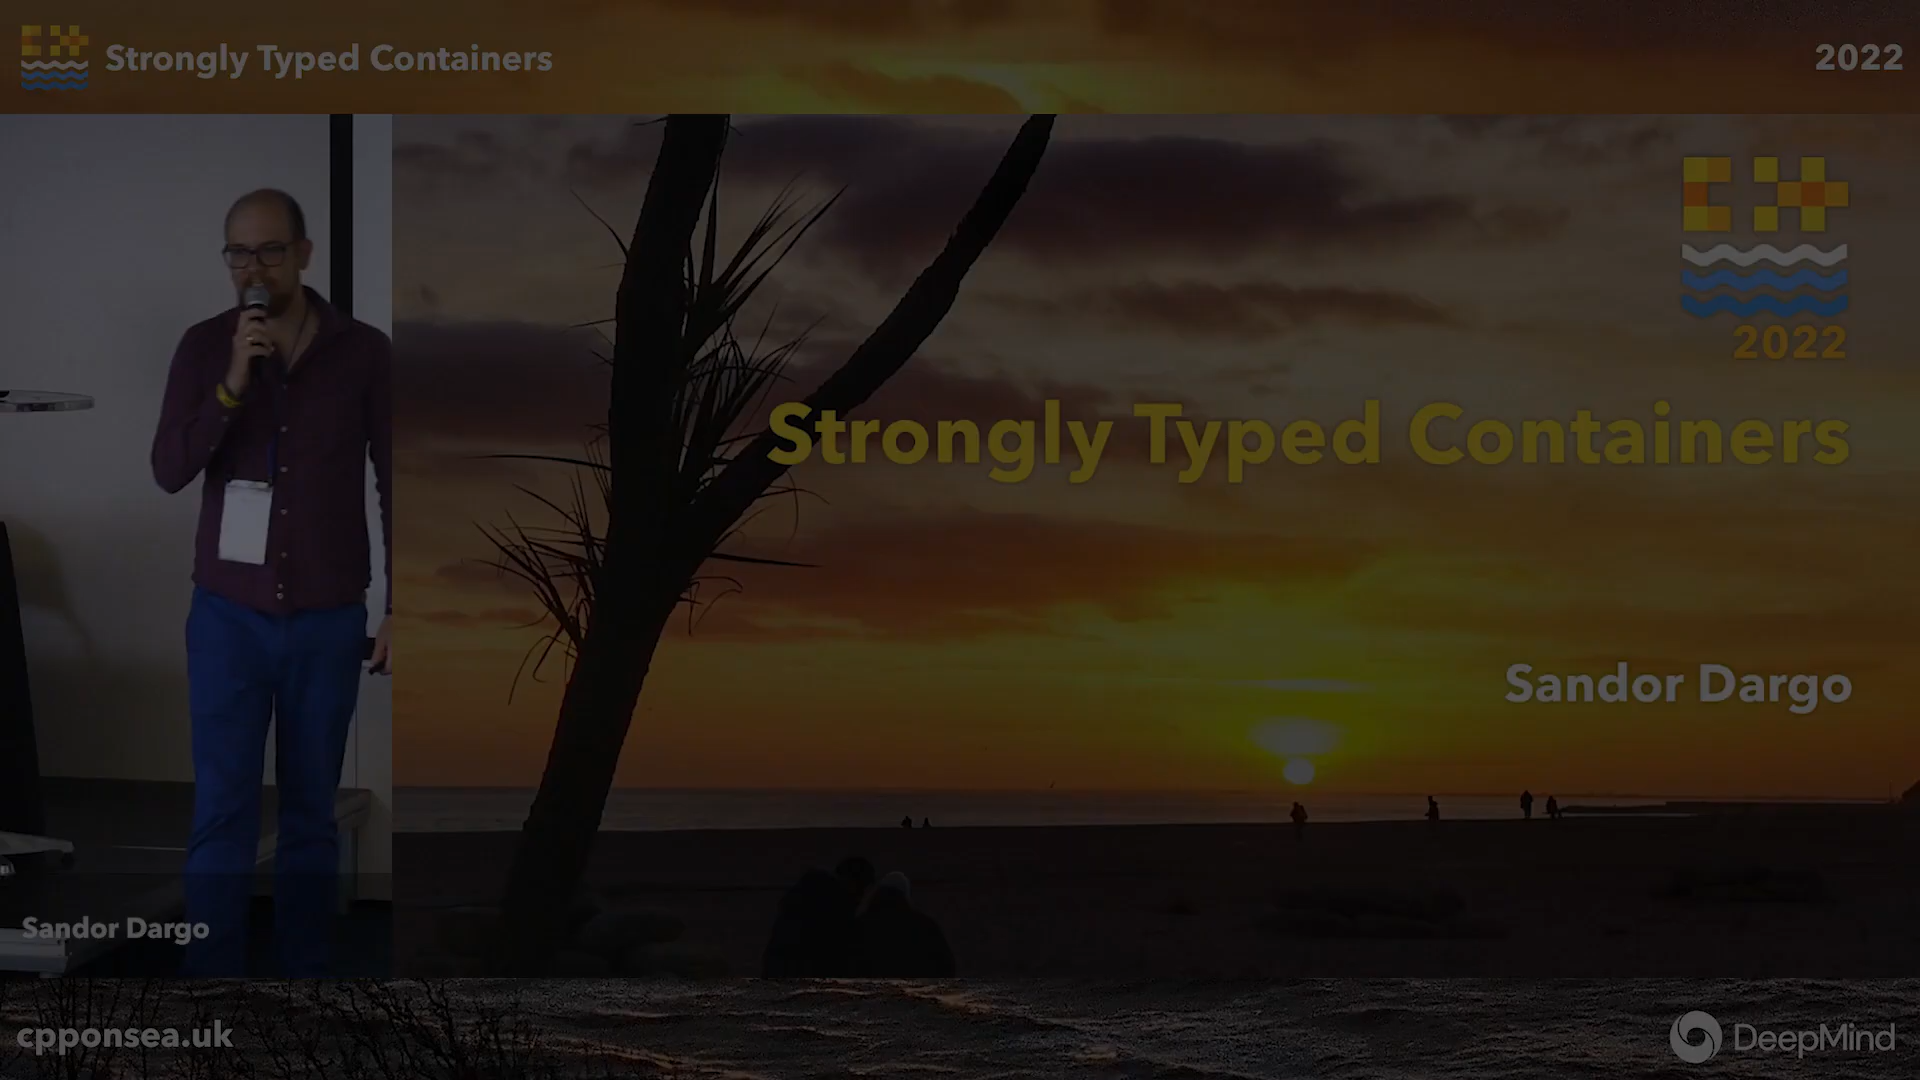 Strongly Typed Containers
2022
2022
Strongly Typed Containers
Sandor Dargo
Sandor Dargo
cpponsea.uk
DeepMind